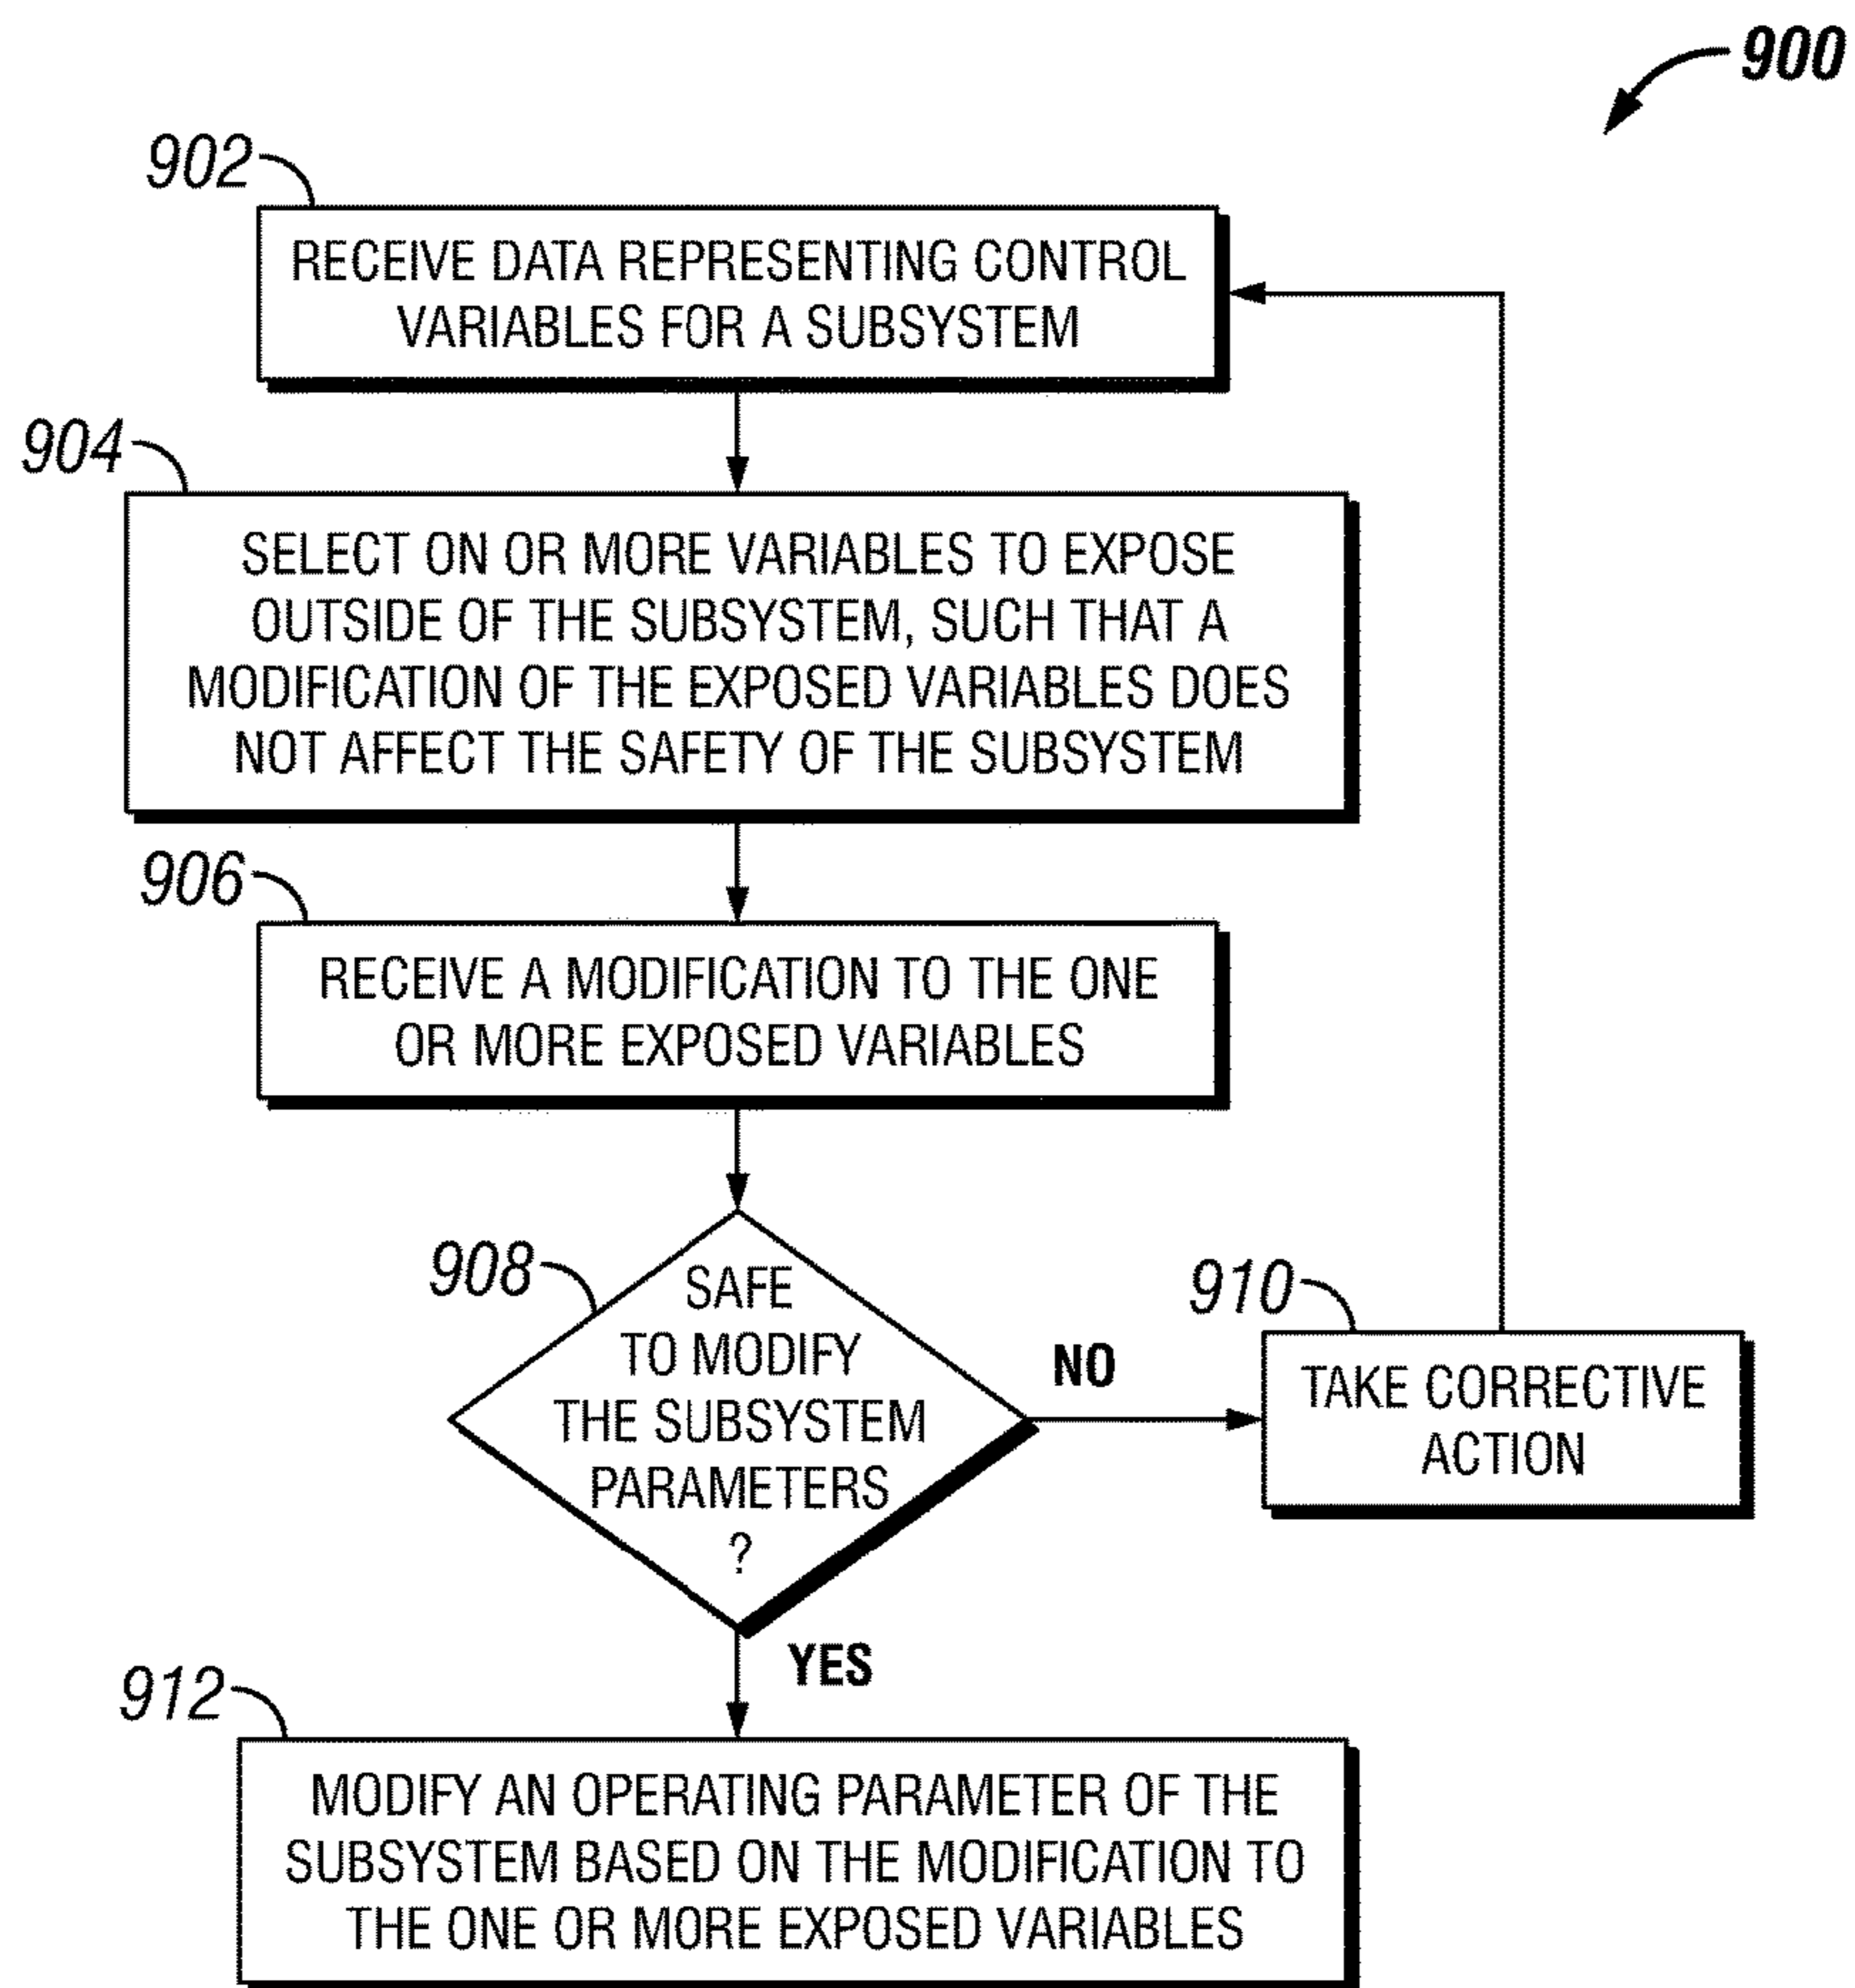 900
902
RECEIVE DATA REPRESENTING CONTROL
VARIABLES FOR A SUBSYSTEM
904
SELECT ON OR MORE VARIABLES TO EXPOSE
OUTSIDE OF THE SUBSYSTEM, SUCH THAT A
MODIFICATION OF THE EXPOSED VARIABLES DOES
NOT AFFECT THE SAFETY OF THE SUBSYSTEM
906
RECEIVE A MODIFICATION TO THE ONE
OR MORE EXPOSED VARIABLES
908
SAFE
TO MODIFY
THE SUBSYSTEM
PARAMETERS
?
NO
910
TAKE CORRECTIVE
ACTION
YES
912
MODIFY AN OPERATING PARAMETER OF THE
SUBSYSTEM BASED ON THE MODIFICATION TO
THE ONE OR MORE EXPOSED VARIABLES